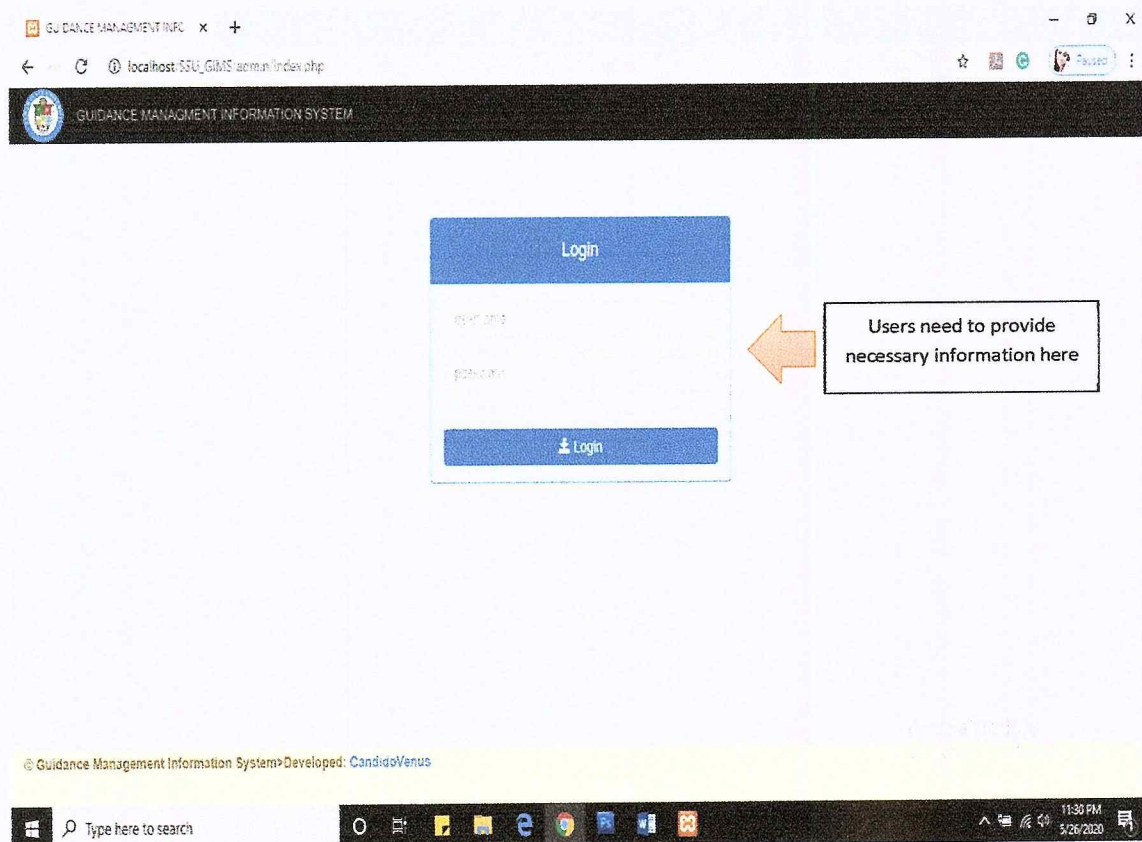 GUIDANCE MANAGMENT INFO
localhost/SSU_GIMS/admin/index.php
Paused
GUIDANCE MANAGMENT INFORMATION SYSTEM
Login
username
password
Login
Users need to provide
necessary information here
© Guidance Management Information System>Developed: CandidoVenus
Type here to search
11:30 PM
5/26/2020